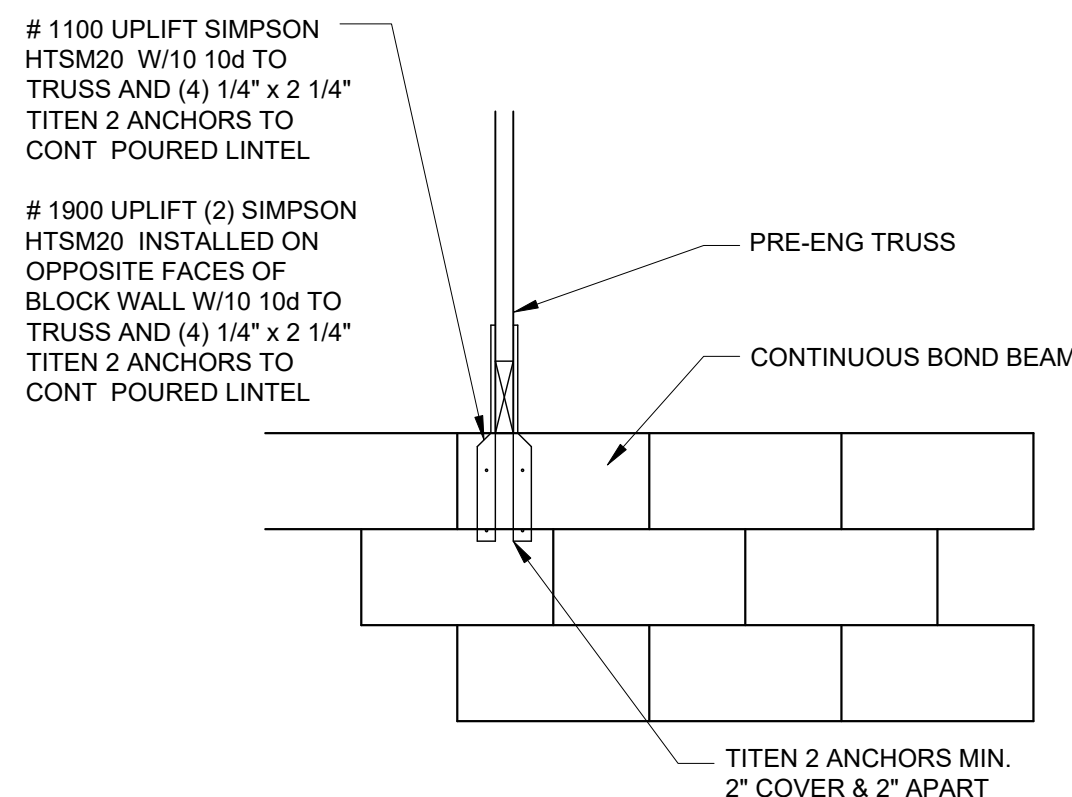 # 1100 UPLIFT SIMPSON
HTSM20 W/10 10d TO
TRUSS AND (4) 1/4" x 2 1/4"
TITEN 2 ANCHORS TO
CONT POURED LINTEL
# 1900 UPLIFT (2) SIMPSON
HTSM20 INSTALLED ON
OPPOSITE FACES OF
BLOCK WALL W/10 10d TO
TRUSS AND (4) 1/4" x 2 1/4"
TITEN 2 ANCHORS TO
CONT POURED LINTEL
PRE-ENG TRUSS
CONTINUOUS BOND BEAM
TITEN 2 ANCHORS MIN.
2" COVER & 2" APART